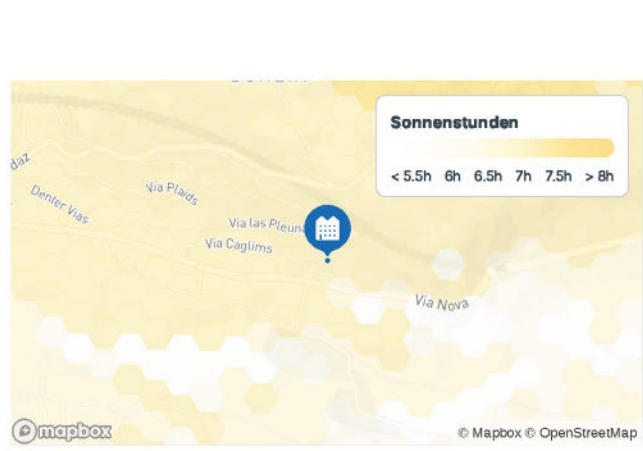 Sonnenstunden
< 5.5h 6h 6.5h 7h 7.5h > 8h
Via Plaids
Denter Vias
Via las Pleuna
Via Caglims
Via Nova
mapbox
© Mapbox © OpenStreetMap